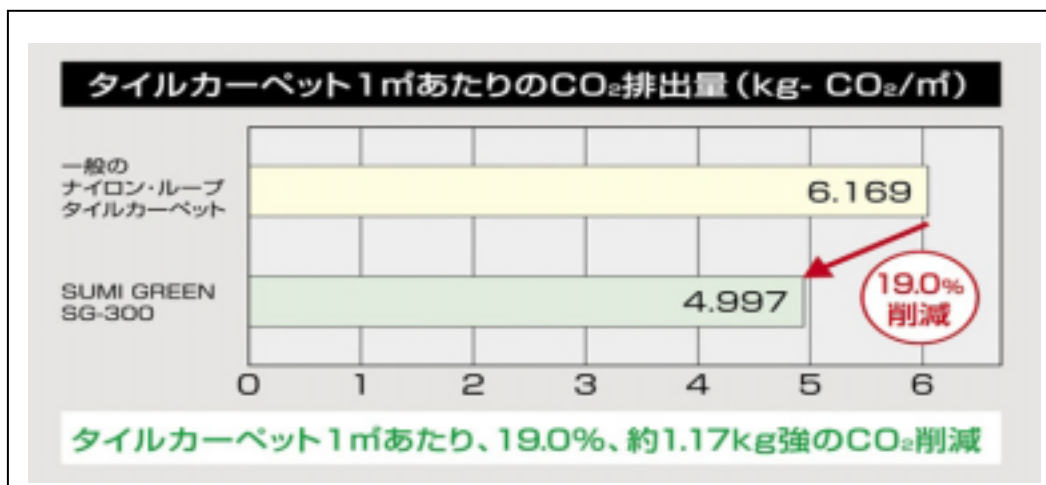 タイルカーペット1㎡あたりのCO₂排出量(kg- CO₂/㎡)
一般の
ナイロン・ループ
タイルカーペット
6.169
SUMI GREEN
SG-300
4.997
19.0%
削減
0 1 2 3 4 5 6
タイルカーペット1㎡あたり、19.0%、約1.17kg強のCO₂削減